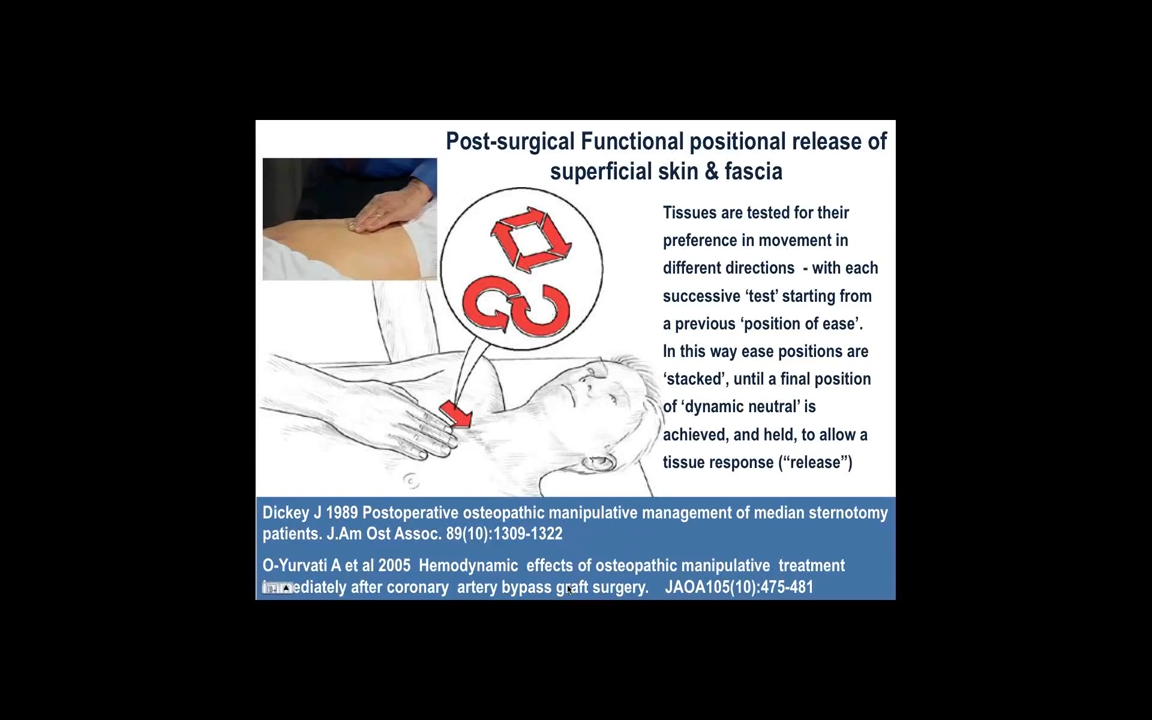 Post-surgical Functional positional release of
superficial skin & fascia
Tissues are tested for their
preference in movement in
different directions - with each
successive ‘test’ starting from
a previous ‘position of ease’.
In this way ease positions are
‘stacked’, until a final position
of ‘dynamic neutral’ is
achieved, and held, to allow a
tissue response (“release”)
Dickey J 1989 Postoperative osteopathic manipulative management of median sternotomy
patients. J.Am Ost Assoc. 89(10):1309-1322
O-Yurvati A et al 2005 Hemodynamic effects of osteopathic manipulative treatment
after coronary artery bypass graft surgery. JAOA105(10):475-481